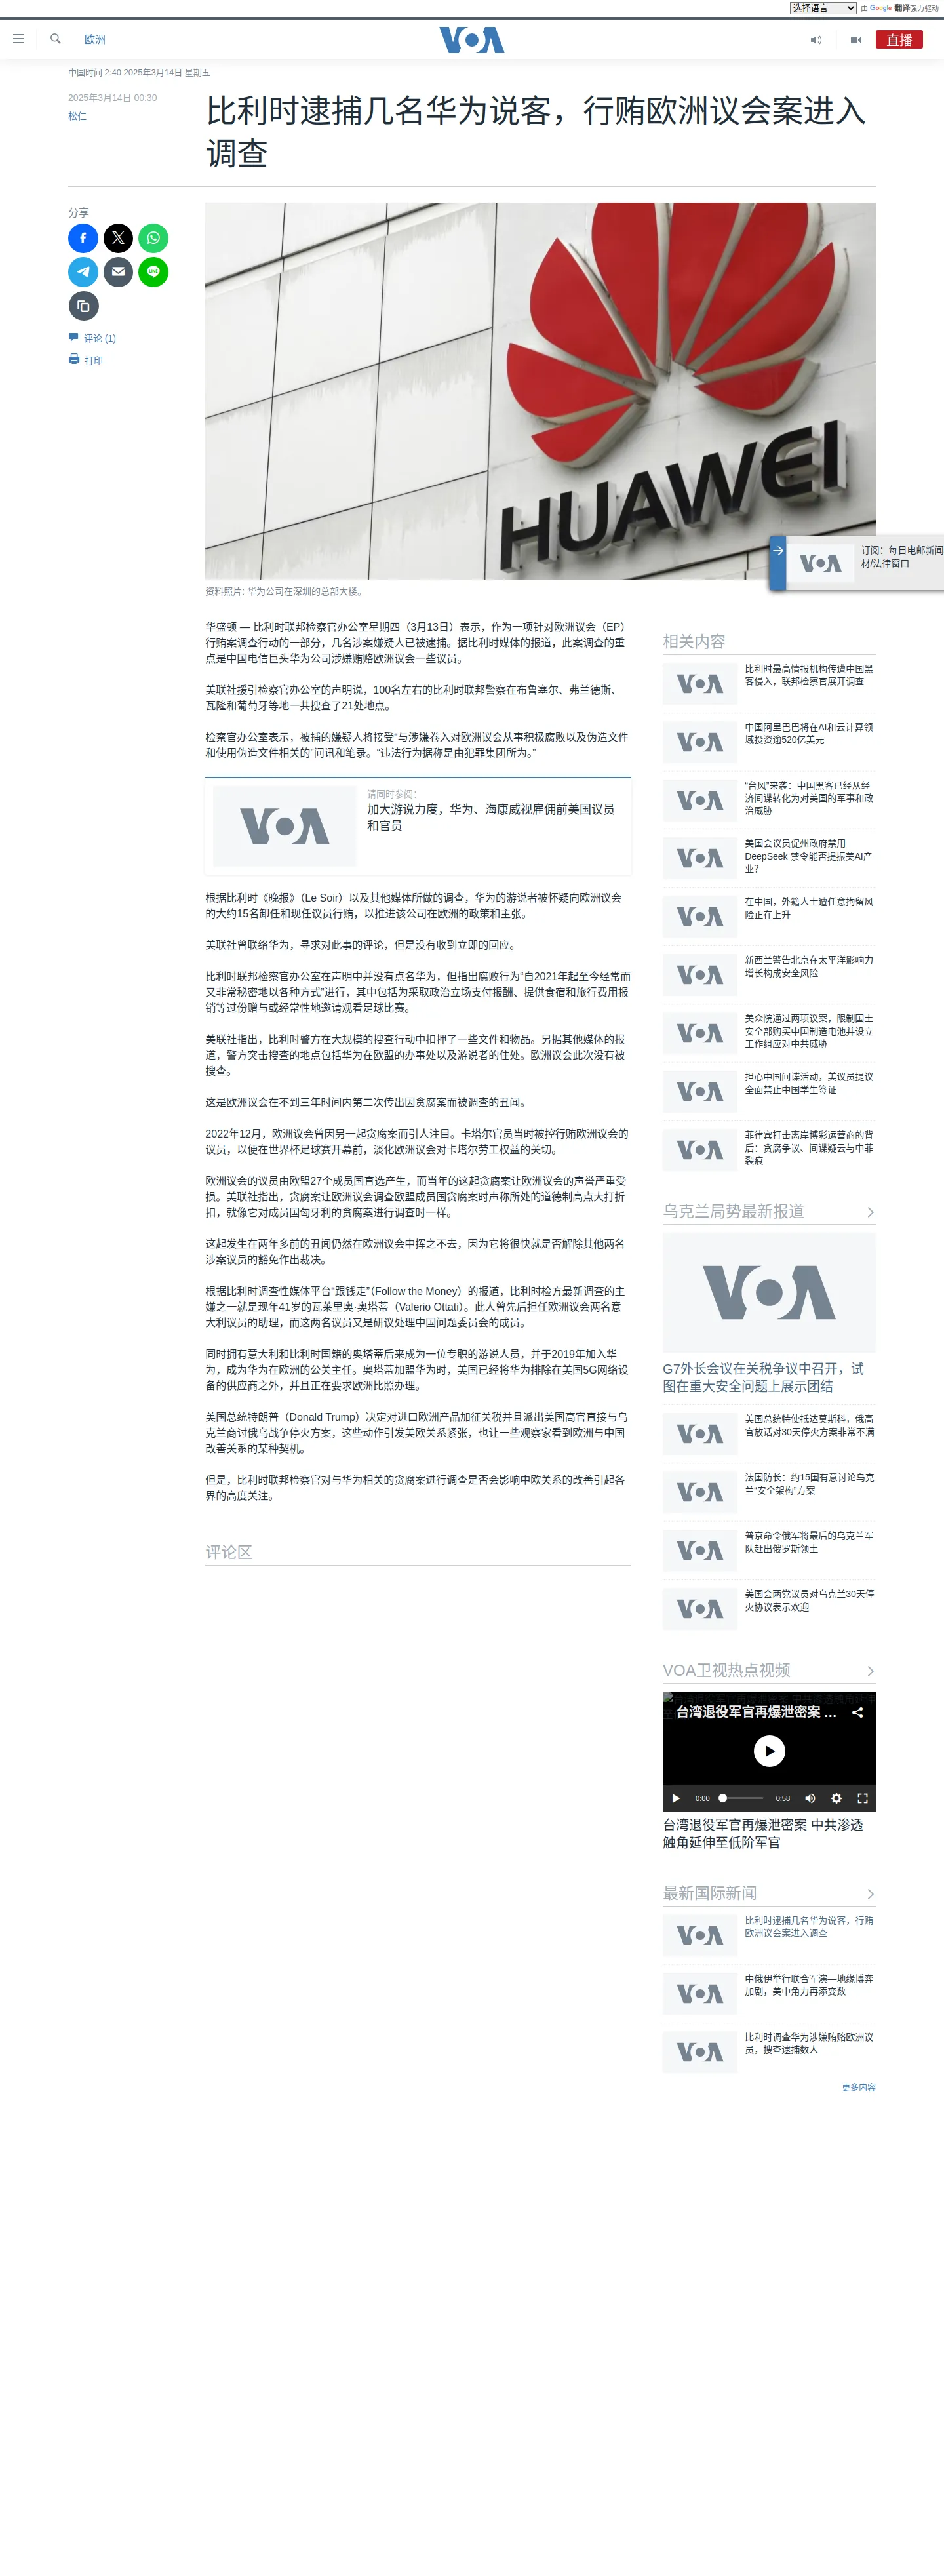 选择语言 由 Google 翻译强力驱动
欧洲
VOA
直播
中国时间 2:40 2025年3月14日 星期五
2025年3月14日 00:30
松仁
比利时逮捕几名华为说客，行贿欧洲议会案进入
调查
分享
评论 (1)
打印
HUAWEI
订阅：每日电邮新闻
材/法律窗口
资料照片: 华为公司在深圳的总部大楼。
华盛顿 — 比利时联邦检察官办公室星期四（3月13日）表示，作为一项针对欧洲议会（EP）
行贿案调查行动的一部分，几名涉案嫌疑人已被逮捕。据比利时媒体的报道，此案调查的重
点是中国电信巨头华为公司涉嫌贿赂欧洲议会一些议员。
美联社援引检察官办公室的声明说，100名左右的比利时联邦警察在布鲁塞尔、弗兰德斯、
瓦隆和葡萄牙等地一共搜查了21处地点。
检察官办公室表示，被捕的嫌疑人将接受“与涉嫌卷入对欧洲议会从事积极腐败以及伪造文件
和使用伪造文件相关的”问讯和笔录。“违法行为据称是由犯罪集团所为。”
请同时参阅：
加大游说力度，华为、海康威视雇佣前美国议员
和官员
根据比利时《晚报》（Le Soir）以及其他媒体所做的调查，华为的游说者被怀疑向欧洲议会
的大约15名卸任和现任议员行贿，以推进该公司在欧洲的政策和主张。
美联社曾联络华为，寻求对此事的评论，但是没有收到立即的回应。
比利时联邦检察官办公室在声明中并没有点名华为，但指出腐败行为“自2021年起至今经常而
又非常秘密地以各种方式”进行，其中包括为采取政治立场支付报酬、提供食宿和旅行费用报
销等过份赠与或经常性地邀请观看足球比赛。
美联社指出，比利时警方在大规模的搜查行动中扣押了一些文件和物品。另据其他媒体的报
道，警方突击搜查的地点包括华为在欧盟的办事处以及游说者的住处。欧洲议会此次没有被
搜查。
这是欧洲议会在不到三年时间内第二次传出因贪腐案而被调查的丑闻。
2022年12月，欧洲议会曾因另一起贪腐案而引人注目。卡塔尔官员当时被控行贿欧洲议会的
议员，以便在世界杯足球赛开幕前，淡化欧洲议会对卡塔尔劳工权益的关切。
欧洲议会的议员由欧盟27个成员国直选产生，而当年的这起贪腐案让欧洲议会的声誉严重受
损。美联社指出，贪腐案让欧洲议会调查欧盟成员国贪腐案时声称所处的道德制高点大打折
扣，就像它对成员国匈牙利的贪腐案进行调查时一样。
这起发生在两年多前的丑闻仍然在欧洲议会中挥之不去，因为它将很快就是否解除其他两名
涉案议员的豁免作出裁决。
根据比利时调查性媒体平台“跟钱走”（Follow the Money）的报道，比利时检方最新调查的主
嫌之一就是现年41岁的瓦莱里奥·奥塔蒂（Valerio Ottati）。此人曾先后担任欧洲议会两名意
大利议员的助理，而这两名议员又是研议处理中国问题委员会的成员。
同时拥有意大利和比利时国籍的奥塔蒂后来成为一位专职的游说人员，并于2019年加入华
为，成为华为在欧洲的公关主任。奥塔蒂加盟华为时，美国已经将华为排除在美国5G网络设
备的供应商之外，并且正在要求欧洲比照办理。
美国总统特朗普（Donald Trump）决定对进口欧洲产品加征关税并且派出美国高官直接与乌
克兰商讨俄乌战争停火方案，这些动作引发美欧关系紧张，也让一些观察家看到欧洲与中国
改善关系的某种契机。
但是，比利时联邦检察官对与华为相关的贪腐案进行调查是否会影响中欧关系的改善引起各
界的高度关注。
评论区
相关内容
比利时最高情报机构传遭中国黑
客侵入，联邦检察官展开调查
中国阿里巴巴将在AI和云计算领
域投资逾520亿美元
“台风”来袭：中国黑客已经从经
济间谍转化为对美国的军事和政
治威胁
美国会议员促州政府禁用
DeepSeek 禁令能否提振美AI产
业？
在中国，外籍人士遭任意拘留风
险正在上升
新西兰警告北京在太平洋影响力
增长构成安全风险
美众院通过两项议案，限制国土
安全部购买中国制造电池并设立
工作组应对中共威胁
担心中国间谍活动，美议员提议
全面禁止中国学生签证
菲律宾打击离岸博彩运营商的背
后：贪腐争议、间谍疑云与中菲
裂痕
乌克兰局势最新报道
VOA
G7外长会议在关税争议中召开，试
图在重大安全问题上展示团结
美国总统特使抵达莫斯科，俄高
官放话对30天停火方案非常不满
法国防长：约15国有意讨论乌克
兰“安全架构”方案
普京命令俄军将最后的乌克兰军
队赶出俄罗斯领土
美国会两党议员对乌克兰30天停
火协议表示欢迎
VOA卫视热点视频
台湾退役军官再爆泄密案 ...
0:00 0:58
台湾退役军官再爆泄密案 中共渗透
触角延伸至低阶军官
最新国际新闻
比利时逮捕几名华为说客，行贿
欧洲议会案进入调查
中俄伊举行联合军演—地缘博弈
加剧，美中角力再添变数
比利时调查华为涉嫌贿赂欧洲议
员，搜查逮捕数人
更多内容